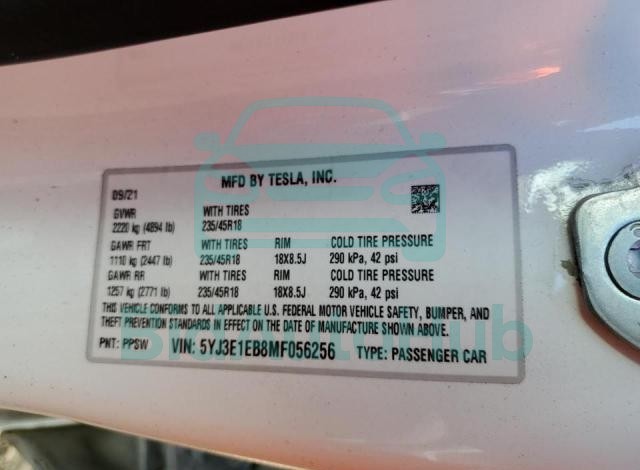 MFD BY TESLA, INC.
09/21
GVWR WITH TIRES
2220 kg (4894 lb) 235/45R18
GAWR FRT WITH TIRES RIM COLD TIRE PRESSURE
1110 kg (2447 lb) 235/45R18 18X8.5J 290 kPa, 42 psi
GAWR RR WITH TIRES RIM COLD TIRE PRESSURE
1257 kg (2771 lb) 235/45R18 18X8.5J 290 kPa, 42 psi
THIS VEHICLE CONFORMS TO ALL APPLICABLE U.S. FEDERAL MOTOR VEHICLE SAFETY, BUMPER, AND
THEFT PREVENTION STANDARDS IN EFFECT ON THE DATE OF MANUFACTURE SHOWN ABOVE.
PNT: PPSW VIN: 5YJ3E1EB8MF056256 TYPE: PASSENGER CAR